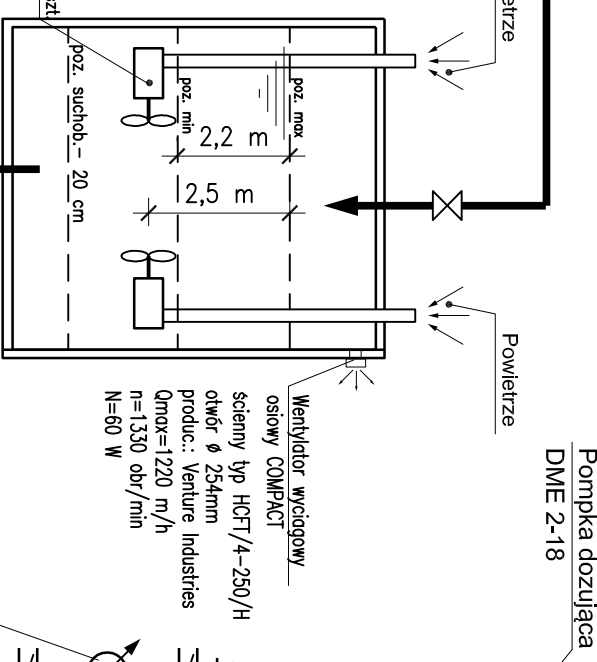 szt.
poz. suchob.- 20 cm
poz. min
poz. max
2,2 m
2,5 m
etrze
Powietrze
Wentylator wyciągowy
osiowy COMPACT
ścienny typ HCFT/4-250/H
otwór ø 254mm
produc.: Venture Industries
Qmax=1220 m/h
n=1330 obr/min
N=60 W
Pompka dozująca
DME 2-18